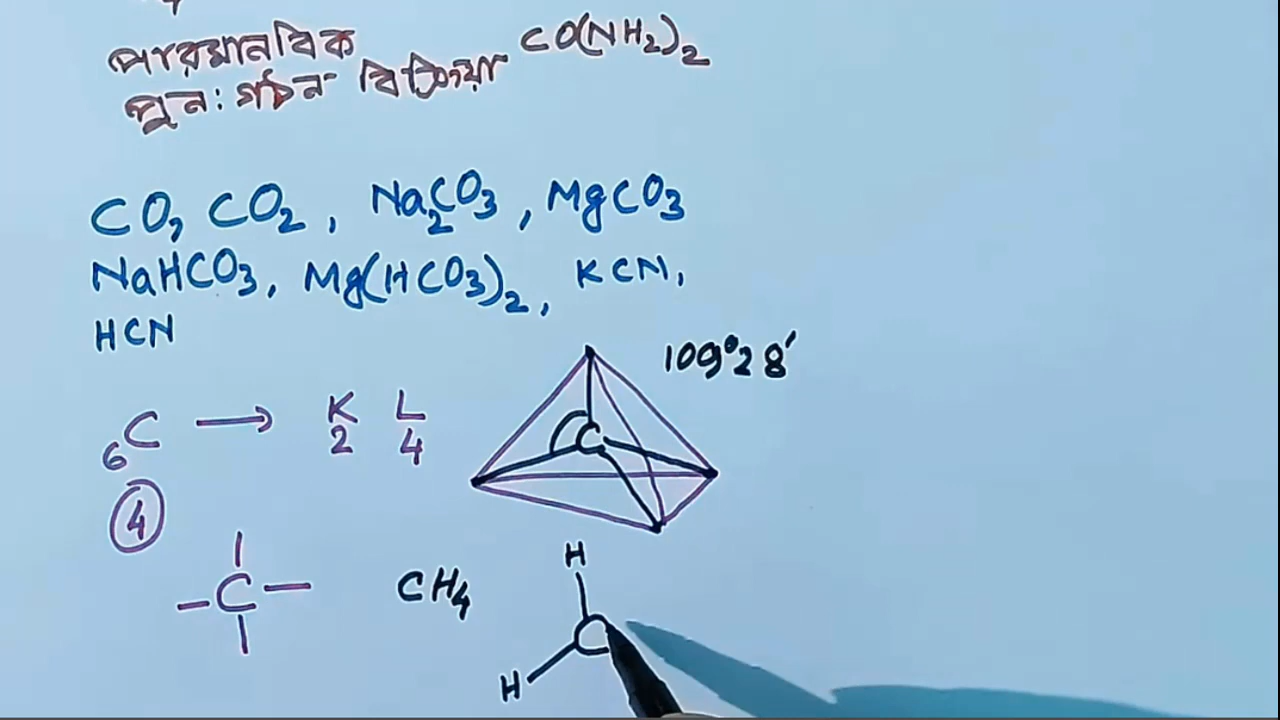 পারমানবিক CO(NH₂)₂
পুন: গঠন বিক্রিয়া
CO, CO₂, Na₂CO₃, MgCO₃
NaHCO₃, Mg(HCO₃)₂, KCN,
HCN
109°28′
₆C → K L
2 4
C
4
C
CH₄
H
C
H